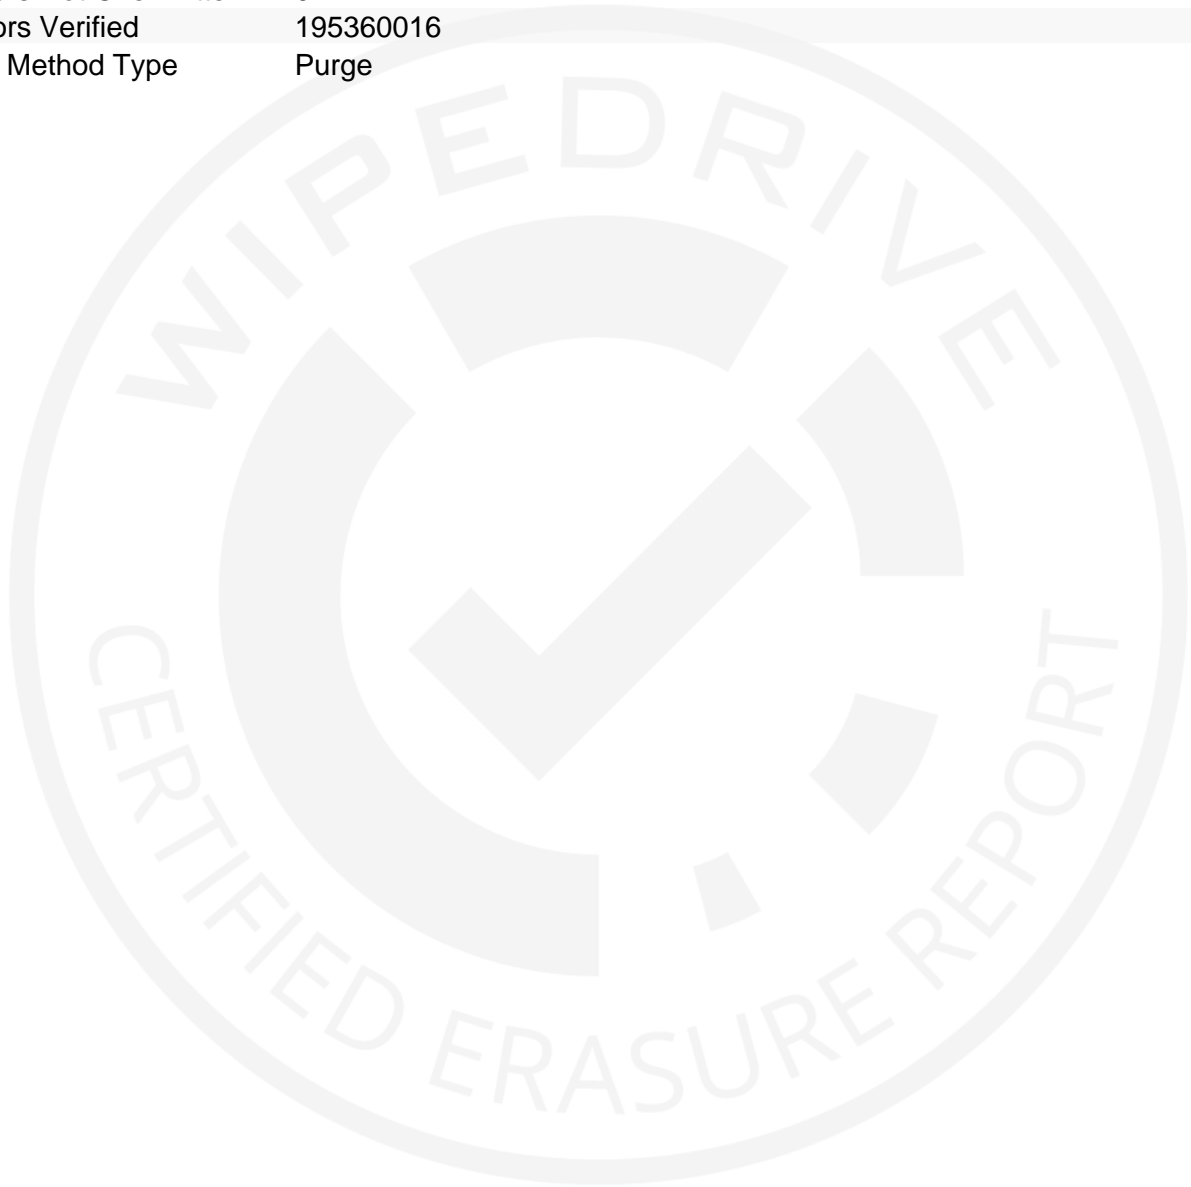 ors Verified 195360016
Method Type Purge
WIPEDRIVE
CERTIFIED ERASURE REPORT